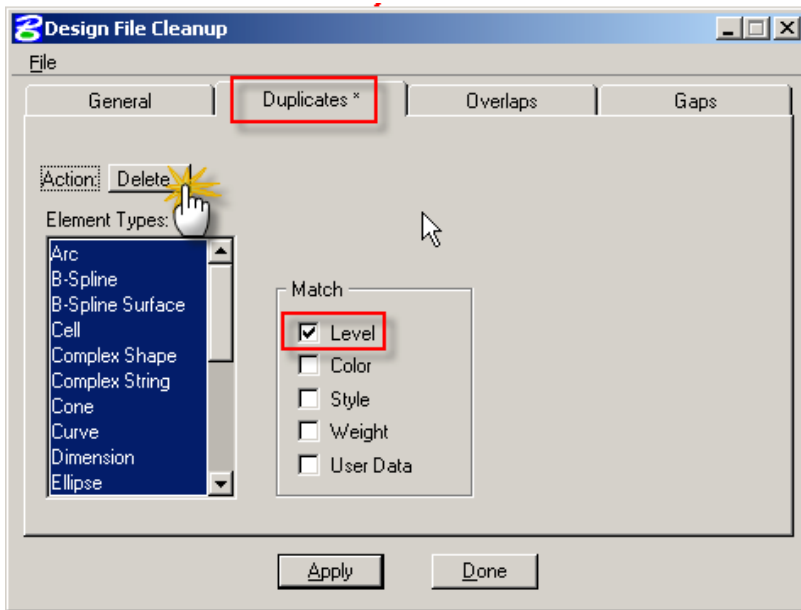 Design File Cleanup
File
General Duplicates * Overlaps Gaps
Action: Delete
Element Types:
Arc
B-Spline
B-Spline Surface
Cell
Complex Shape
Complex String
Cone
Curve
Dimension
Ellipse
Match
Level
Color
Style
Weight
User Data
Apply Done